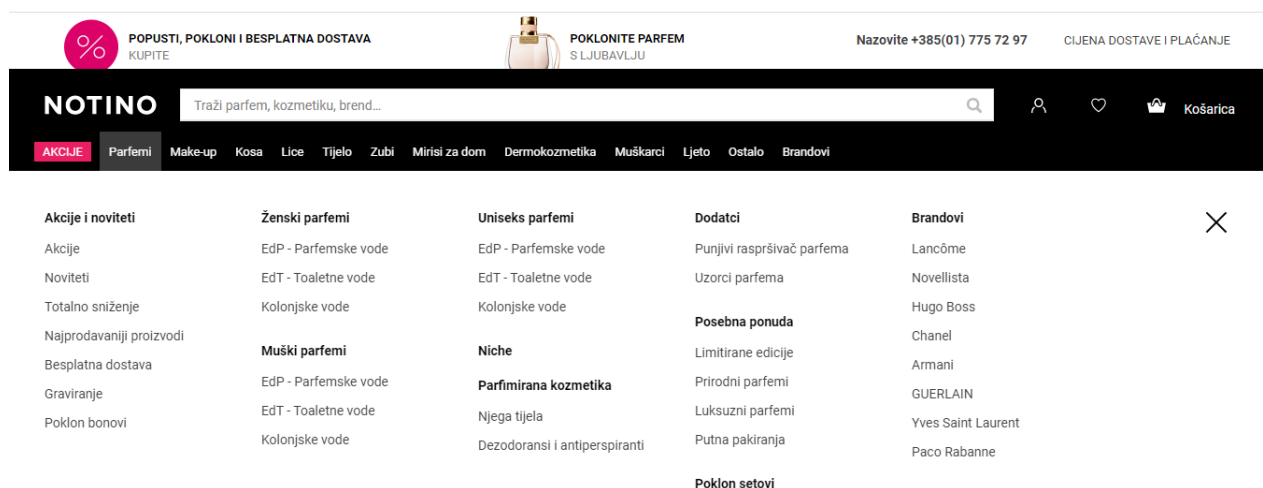 POPUSTI, POKLONI I BESPLATNA DOSTAVA
KUPITE
POKLONITE PARFEM
S LJUBAVLJU
Nazovite +385(01) 775 72 97
CIJENA DOSTAVE I PLAĆANJE
NOTINO
Traži parfem, kozmetiku, brend...
Košarica
AKCIJE Parfemi Make-up Kosa Lice Tijelo Zubi Mirisi za dom Dermokozmetika Muškarci Ljeto Ostalo Brandovi
Akcije i noviteti
Akcije
Noviteti
Totalno sniženje
Najprodavaniji proizvodi
Besplatna dostava
Graviranje
Poklon bonovi
Ženski parfemi
EdP - Parfemske vode
EdT - Toaletne vode
Kolonjske vode
Muški parfemi
EdP - Parfemske vode
EdT - Toaletne vode
Kolonjske vode
Uniseks parfemi
EdP - Parfemske vode
EdT - Toaletne vode
Kolonjske vode
Niche
Parfimirana kozmetika
Njega tijela
Dezodoransi i antiperspiranti
Dodatci
Punjivi raspršivač parfema
Uzorci parfema
Posebna ponuda
Limitirane edicije
Prirodni parfemi
Luksuzni parfemi
Putna pakiranja
Poklon setovi
Brandovi
Lancôme
Novellista
Hugo Boss
Chanel
Armani
GUERLAIN
Yves Saint Laurent
Paco Rabanne